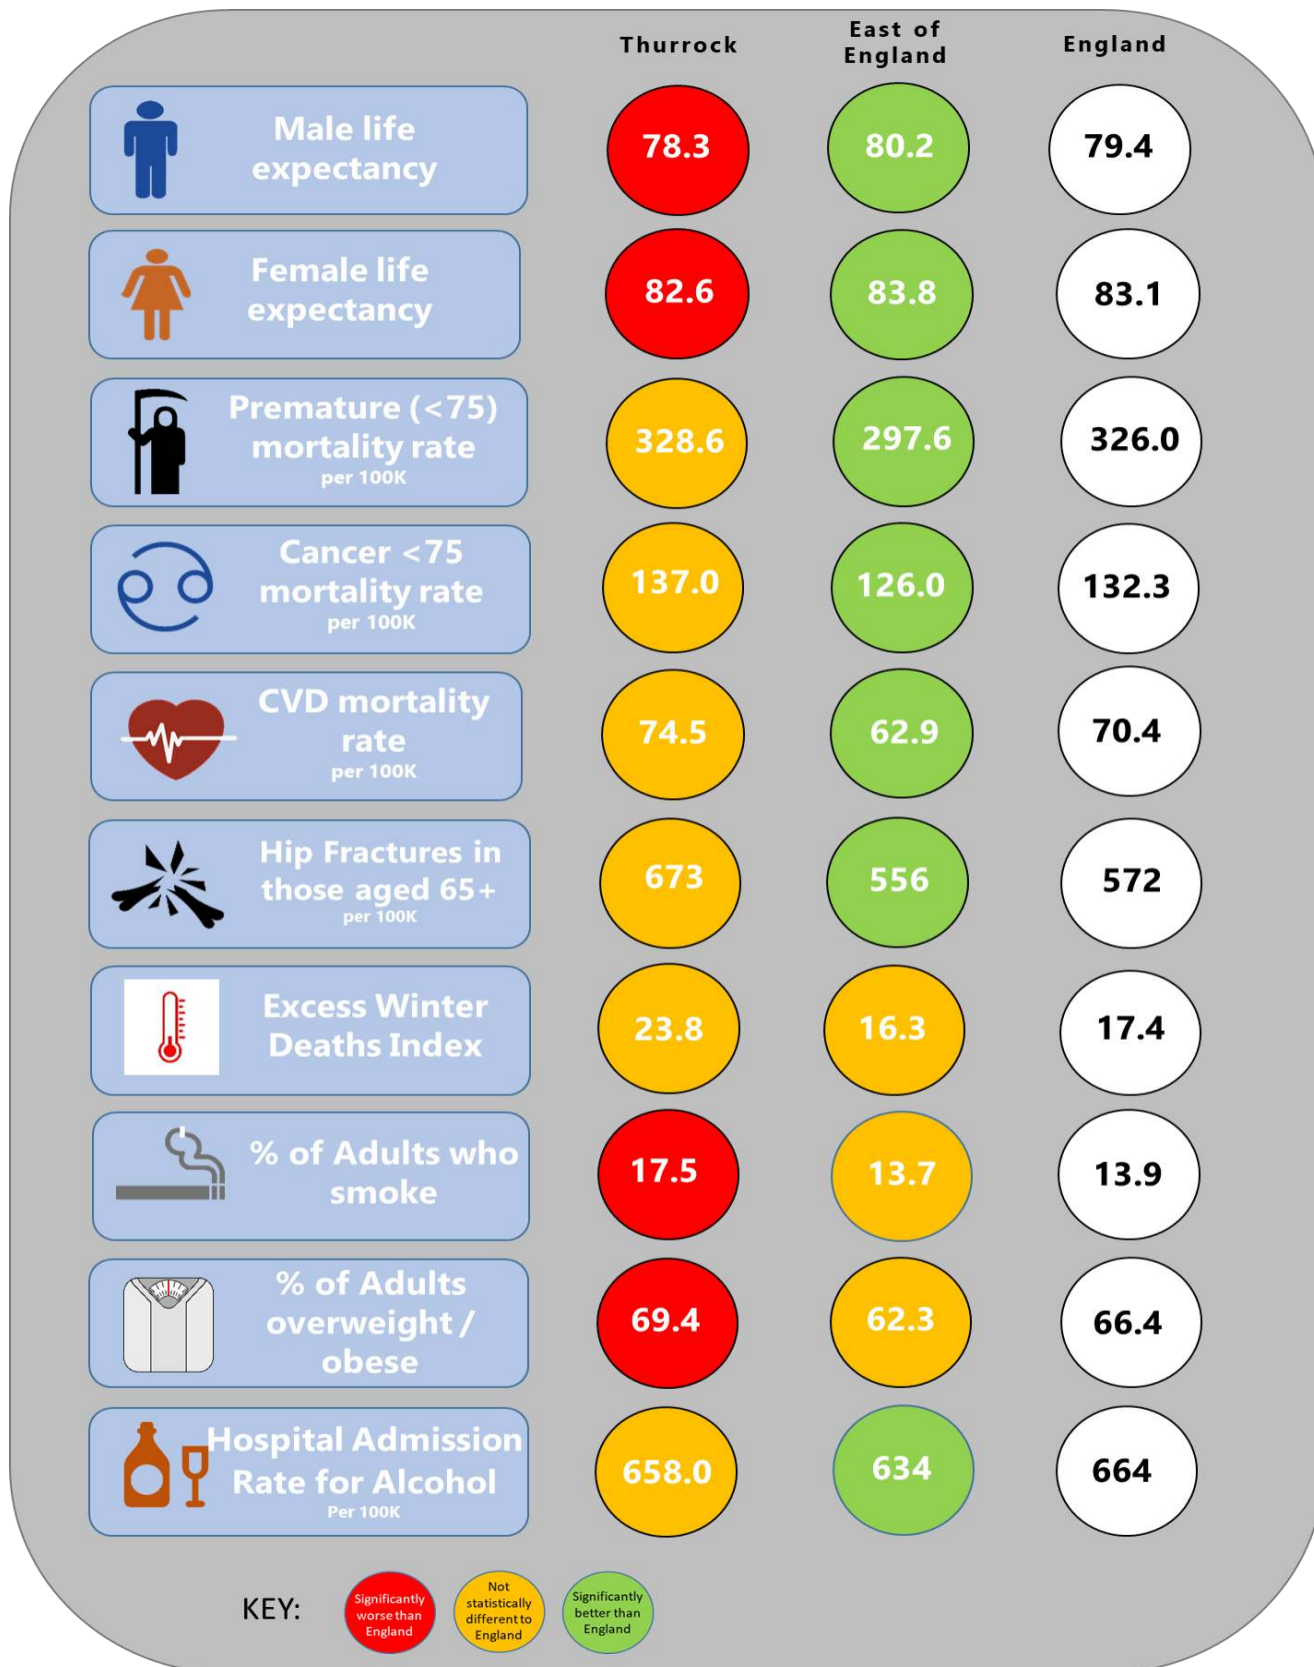 Thurrock
East of
England
England
Male life
expectancy
78.3
80.2
79.4
Female life
expectancy
82.6
83.8
83.1
Premature (<75)
mortality rate
per 100K
328.6
297.6
326.0
Cancer <75
mortality rate
per 100K
137.0
126.0
132.3
CVD mortality
rate
per 100K
74.5
62.9
70.4
Hip Fractures in
those aged 65+
per 100K
673
556
572
Excess Winter
Deaths Index
23.8
16.3
17.4
% of Adults who
smoke
17.5
13.7
13.9
% of Adults
overweight /
obese
69.4
62.3
66.4
Hospital Admission
Rate for Alcohol
Per 100K
658.0
634
664
KEY:
Significantly
worse than
England
Not
statistically
different to
England
Significantly
better than
England